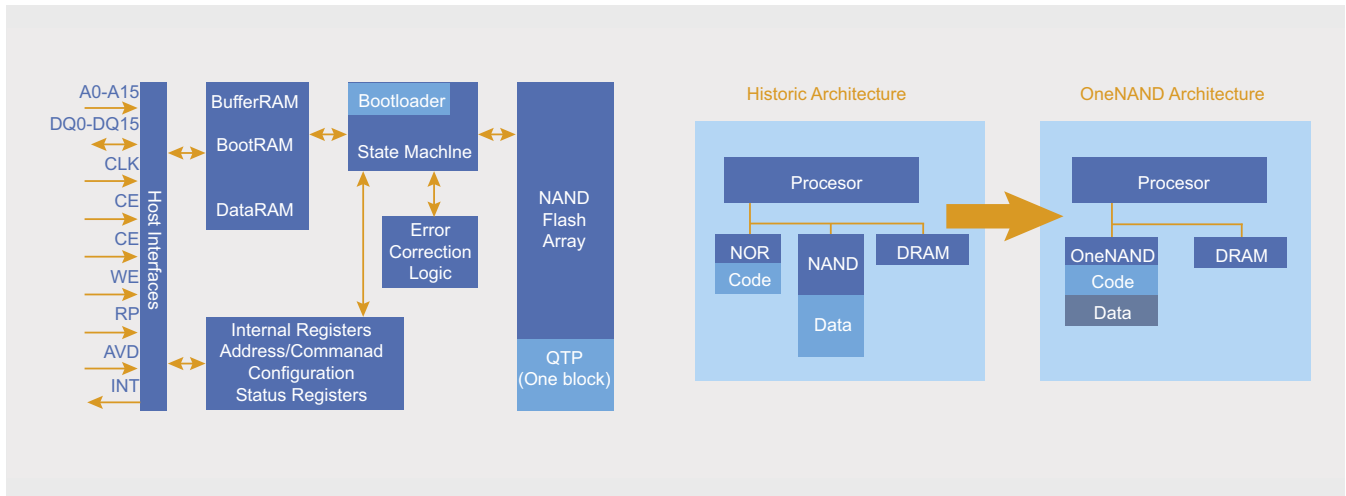 A0-A15
DQ0-DQ15
CLK
CE
CE
WE
RP
AVD
INT
Host Interfaces
BufferRAM
BootRAM
DataRAM
Bootloader
State MachIne
Error
Correction
Logic
Internal Registers
Address/Commanad
Configuration
Status Registers
NAND
Flash
Array
QTP
(One block)
Historic Architecture
Procesor
NOR
Code
NAND
Data
DRAM
OneNAND Architecture
Procesor
OneNAND
Code
Data
DRAM